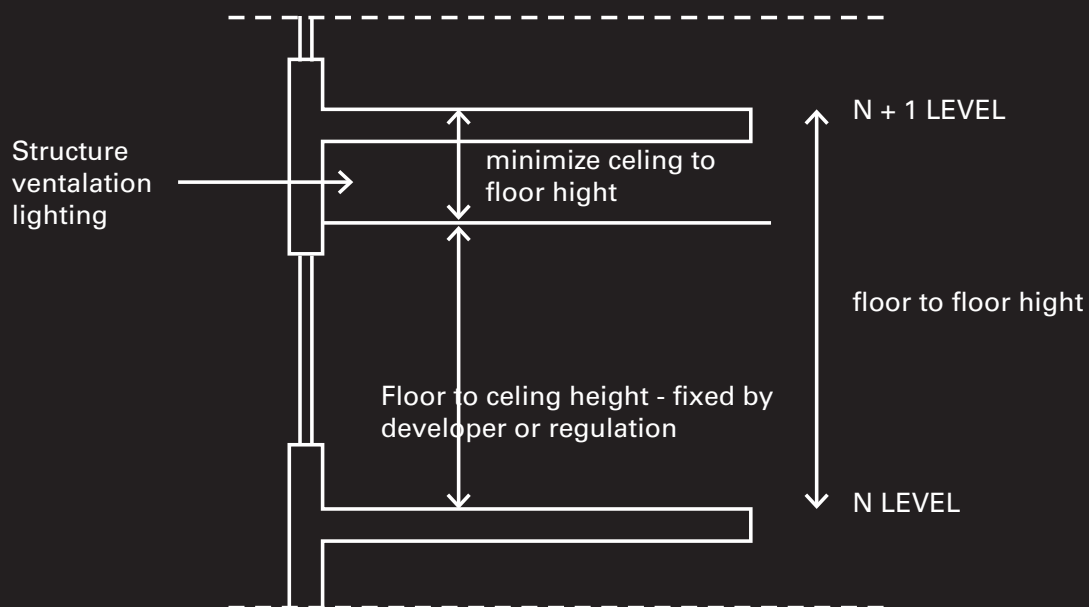 N + 1 LEVEL
Structure
ventalation
lighting
minimize celing to
floor hight
floor to floor hight
Floor to celing height - fixed by
developer or regulation
N LEVEL